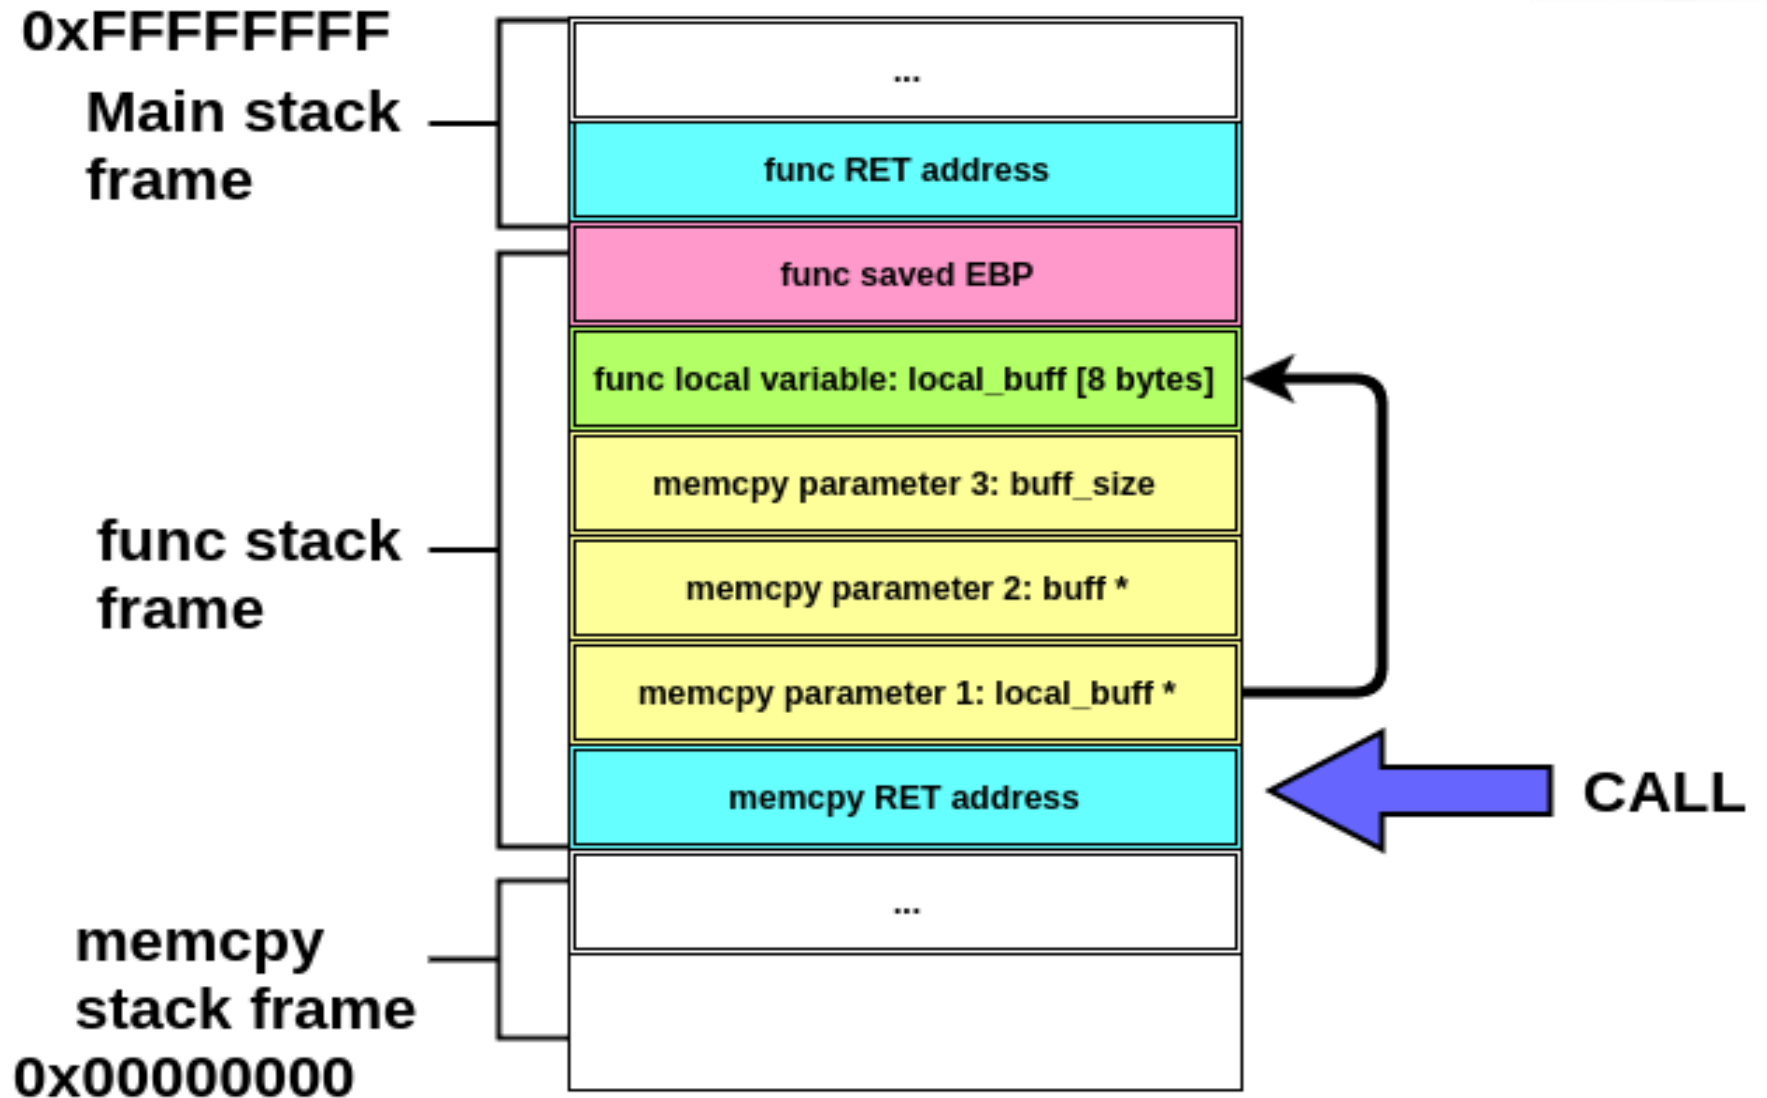 0xFFFFFFFF
Main stack
frame
...
func RET address
func saved EBP
func local variable: local_buff [8 bytes]
memcpy parameter 3: buff_size
func stack
frame
memcpy parameter 2: buff *
memcpy parameter 1: local_buff *
memcpy RET address
CALL
...
memcpy
stack frame
0x00000000